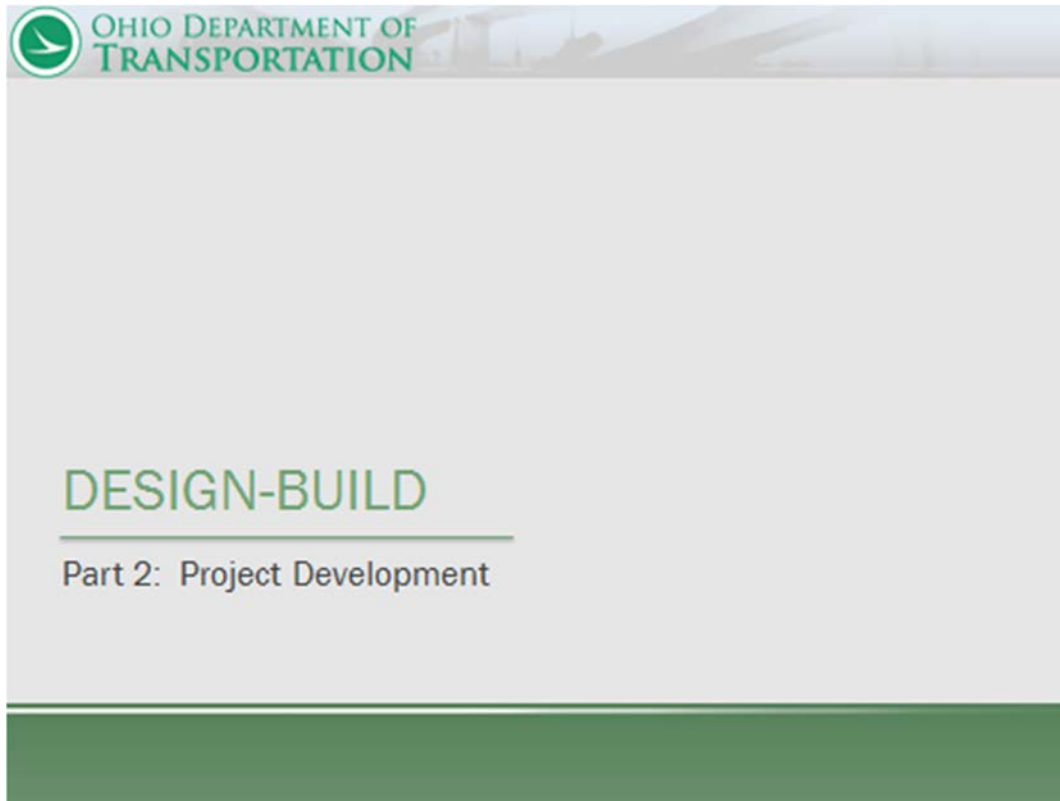 OHIO DEPARTMENT OF
TRANSPORTATION
DESIGN-BUILD
Part 2: Project Development